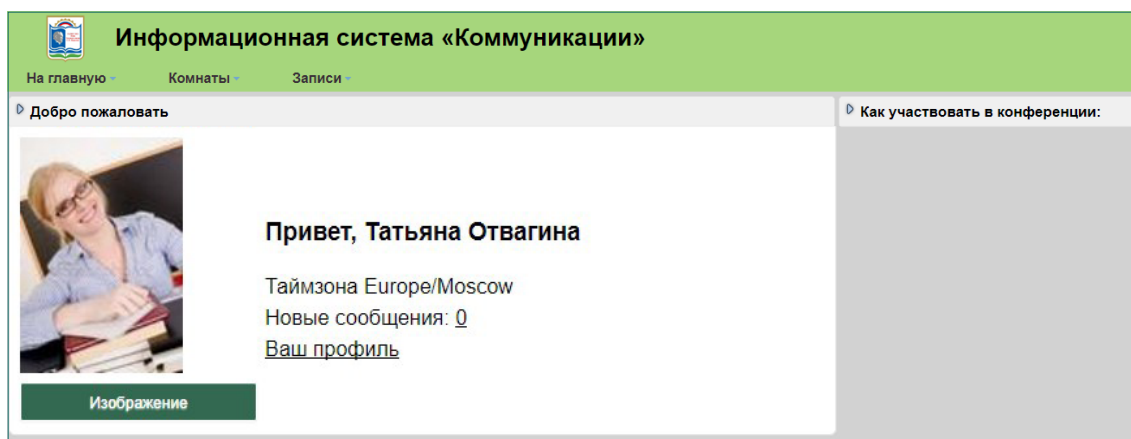 Информационная система «Коммуникации»
На главную
Комнаты
Записи
Добро пожаловать
Как участвовать в конференции:
Привет, Татьяна Отвагина
Таймзона Europe/Moscow
Новые сообщения: 0
Ваш профиль
Изображение